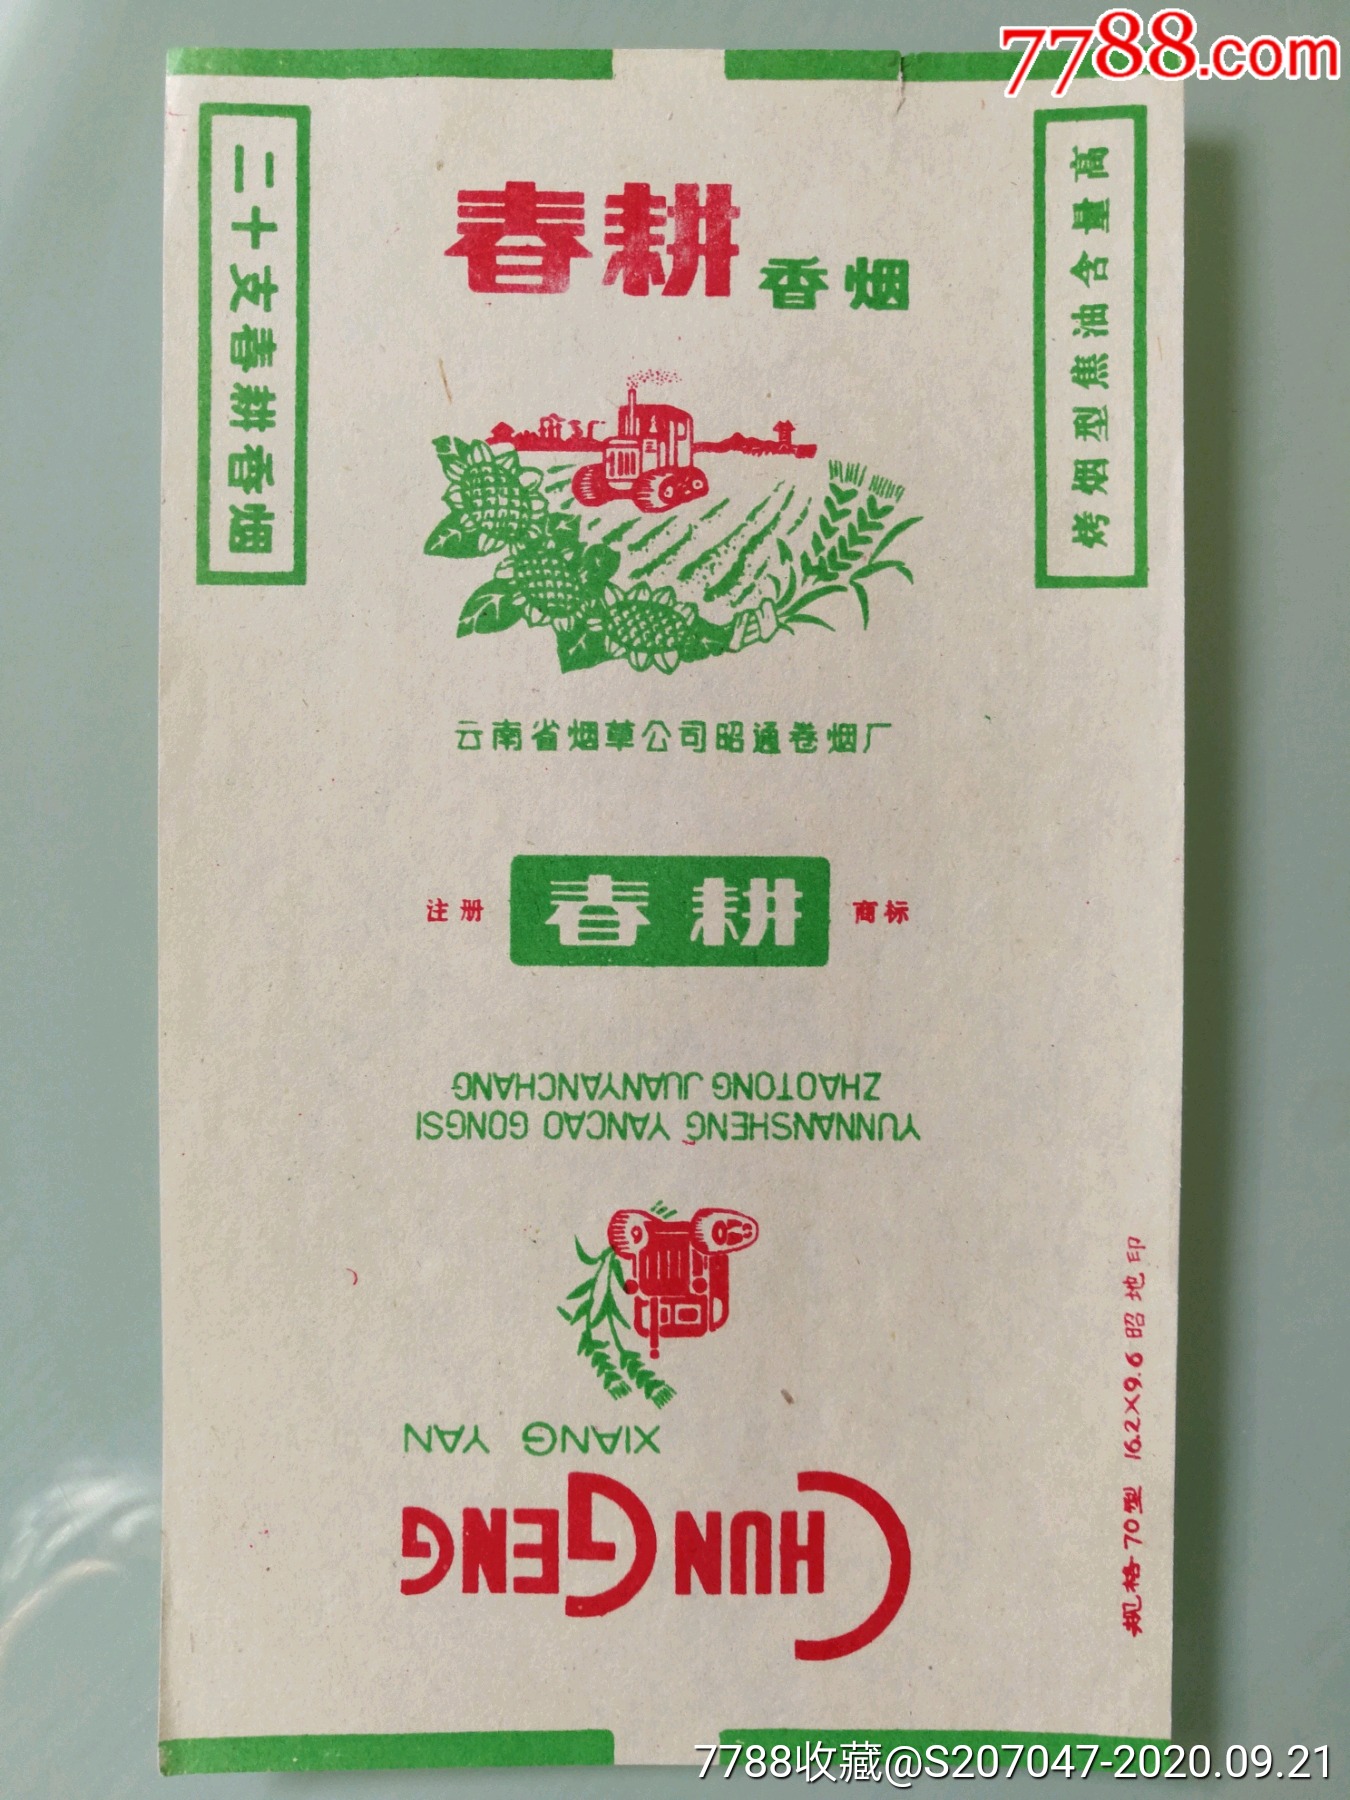 7788.com
二十支春耕香烟
烤烟型焦油含量高
春耕香烟
云南省烟草公司昭通卷烟厂
注册 春耕 商标
YUNNANSHENG YANCAO GONGSI
ZHAOTONG JUANYANCHANG
CHUN GENG
XIANG YAN
规格70型 16.2×9.6 昭地印
7788收藏@S207047-2020.09.21